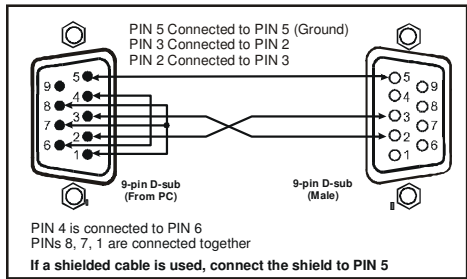 PIN 5 Connected to PIN 5 (Ground)
PIN 3 Connected to PIN 2
PIN 2 Connected to PIN 3
5
9
4
8
3
7
2
6
1
5
9
4
8
3
7
2
6
1
9-pin D-sub
(From PC)
9-pin D-sub
(Male)
PIN 4 is connected to PIN 6
PINs 8, 7, 1 are connected together
If a shielded cable is used, connect the shield to PIN 5